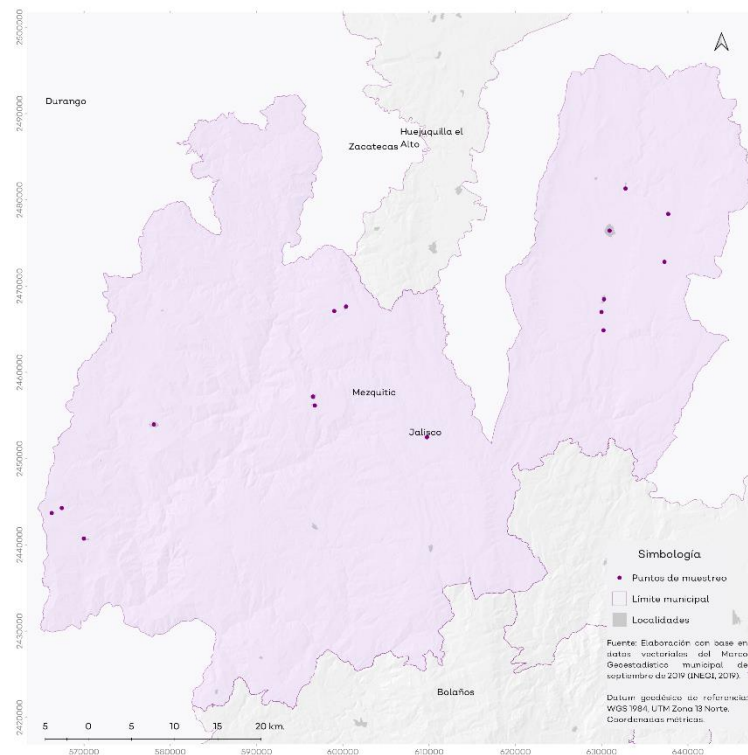 2500000
Durango
2490000
Huejuquilla el
Zacatecas Alto
2480000
2470000
2460000
Mezquitic
Jalisco
2450000
2440000
Simbología
Puntos de muestreo
Límite municipal
Localidades
2430000
Fuente: Elaboración con base en
datos vectoriales del Marco
Geoestadístico municipal de
septiembre de 2019 (INEGI, 2019).
Bolaños
Datum geodésico de referencia:
WGS 1984, UTM Zona 13 Norte.
Coordenadas métricas.
2420000
5 0 5 10 15 20 km.
570000 580000 590000 600000 610000 620000 630000 640000